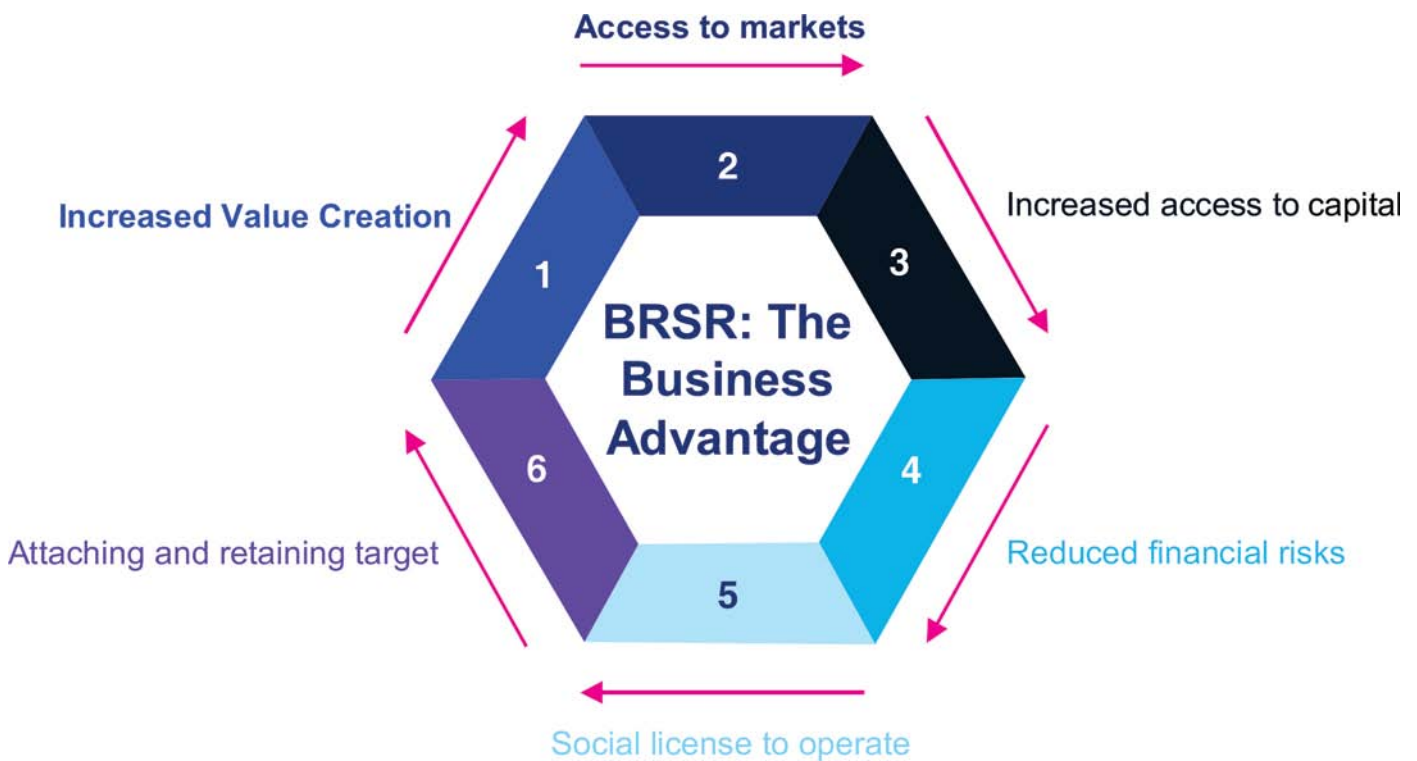 Access to markets
2
Increased Value Creation
1
3
Increased access to capital
BRSR: The
Business
Advantage
6
4
Attaching and retaining target
Reduced financial risks
5
Social license to operate